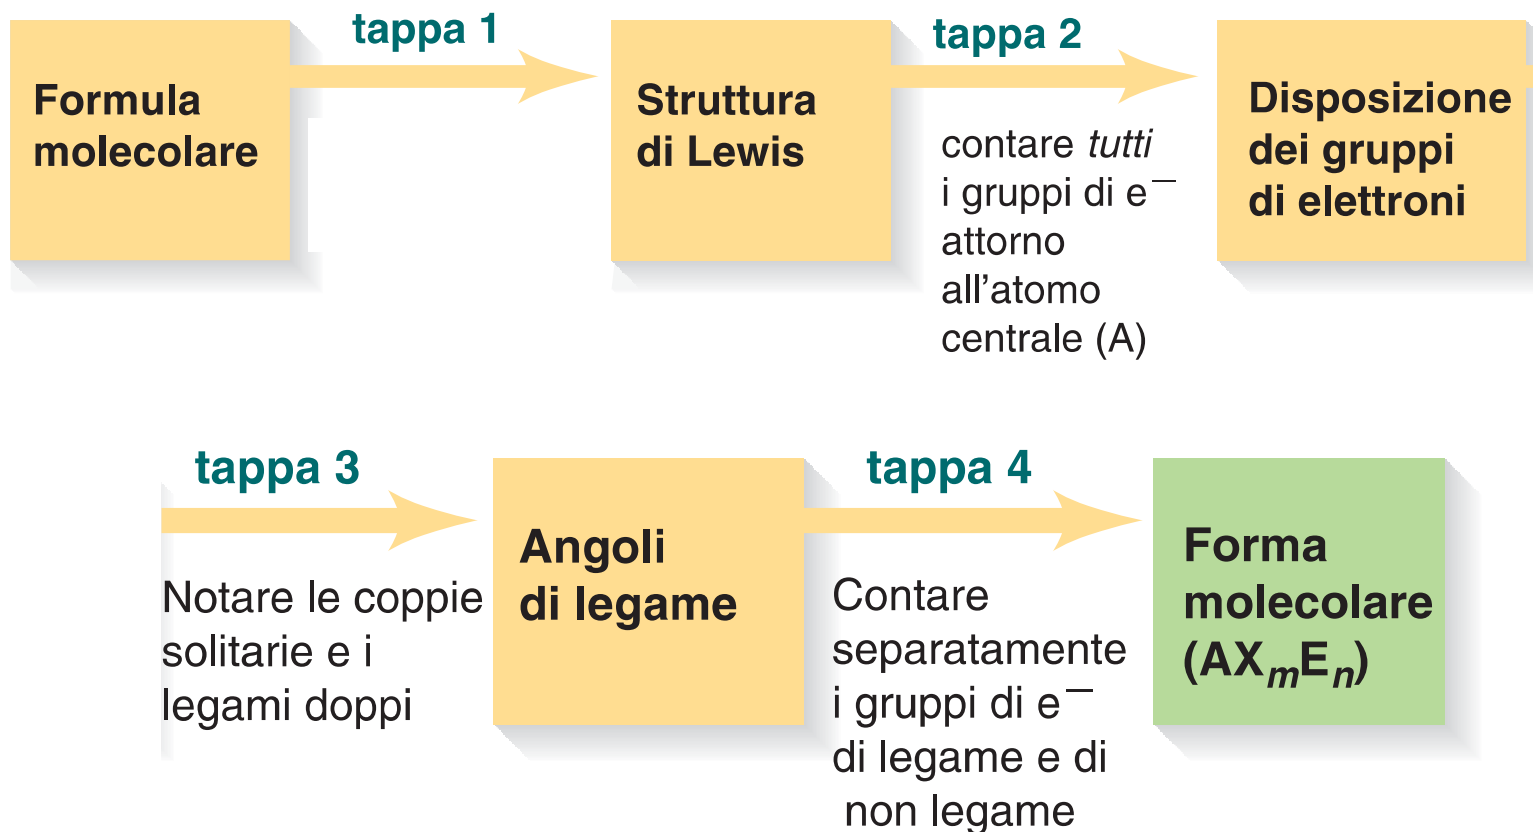 tappa 1
tappa 2
Formula
molecolare
Struttura
di Lewis
contare tutti
i gruppi di e⁻
attorno
all'atomo
centrale (A)
Disposizione
dei gruppi
di elettroni
tappa 3
Notare le coppie
solitarie e i
legami doppi
Angoli
di legame
tappa 4
Contare
separatamente
i gruppi di e⁻
di legame e di
non legame
Forma
molecolare
(AXₘEₙ)